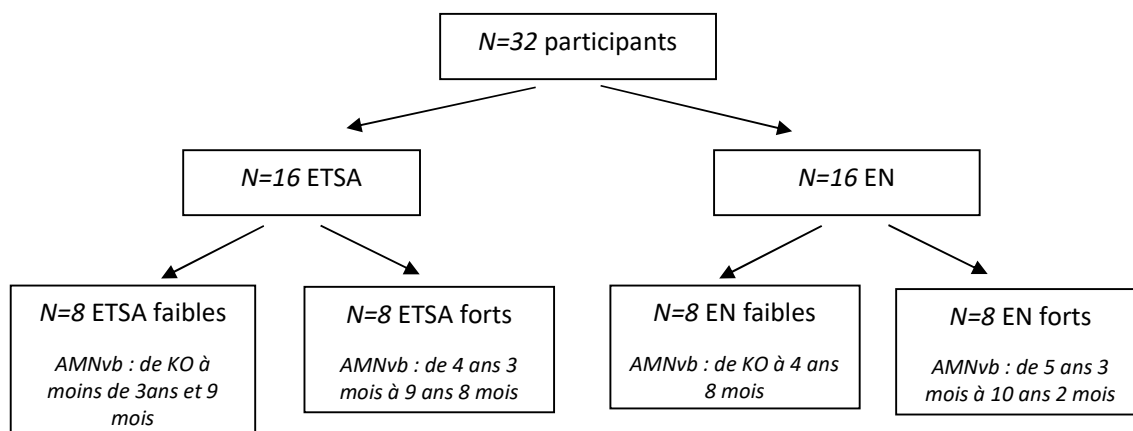 N=32 participants
N=16 ETSA
N=16 EN
N=8 ETSA faibles
AMNvb : de KO à
moins de 3ans et 9
mois
N=8 ETSA forts
AMNvb : de 4 ans 3
mois à 9 ans 8 mois
N=8 EN faibles
AMNvb : de KO à 4 ans
8 mois
N=8 EN forts
AMNvb : de 5 ans 3
mois à 10 ans 2 mois